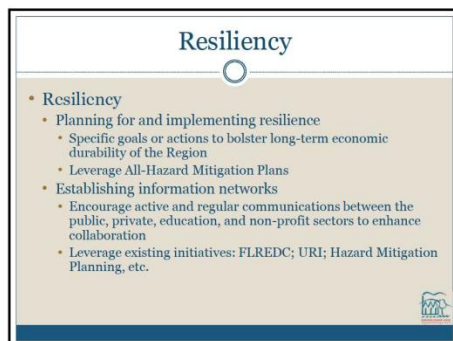 Resiliency
• Resiliency
• Planning for and implementing resilience
• Specific goals or actions to bolster long-term economic
durability of the Region
• Leverage All-Hazard Mitigation Plans
• Establishing information networks
• Encourage active and regular communications between the
public, private, education, and non-profit sectors to enhance
collaboration
• Leverage existing initiatives: FLREDC; URI; Hazard Mitigation
Planning, etc.